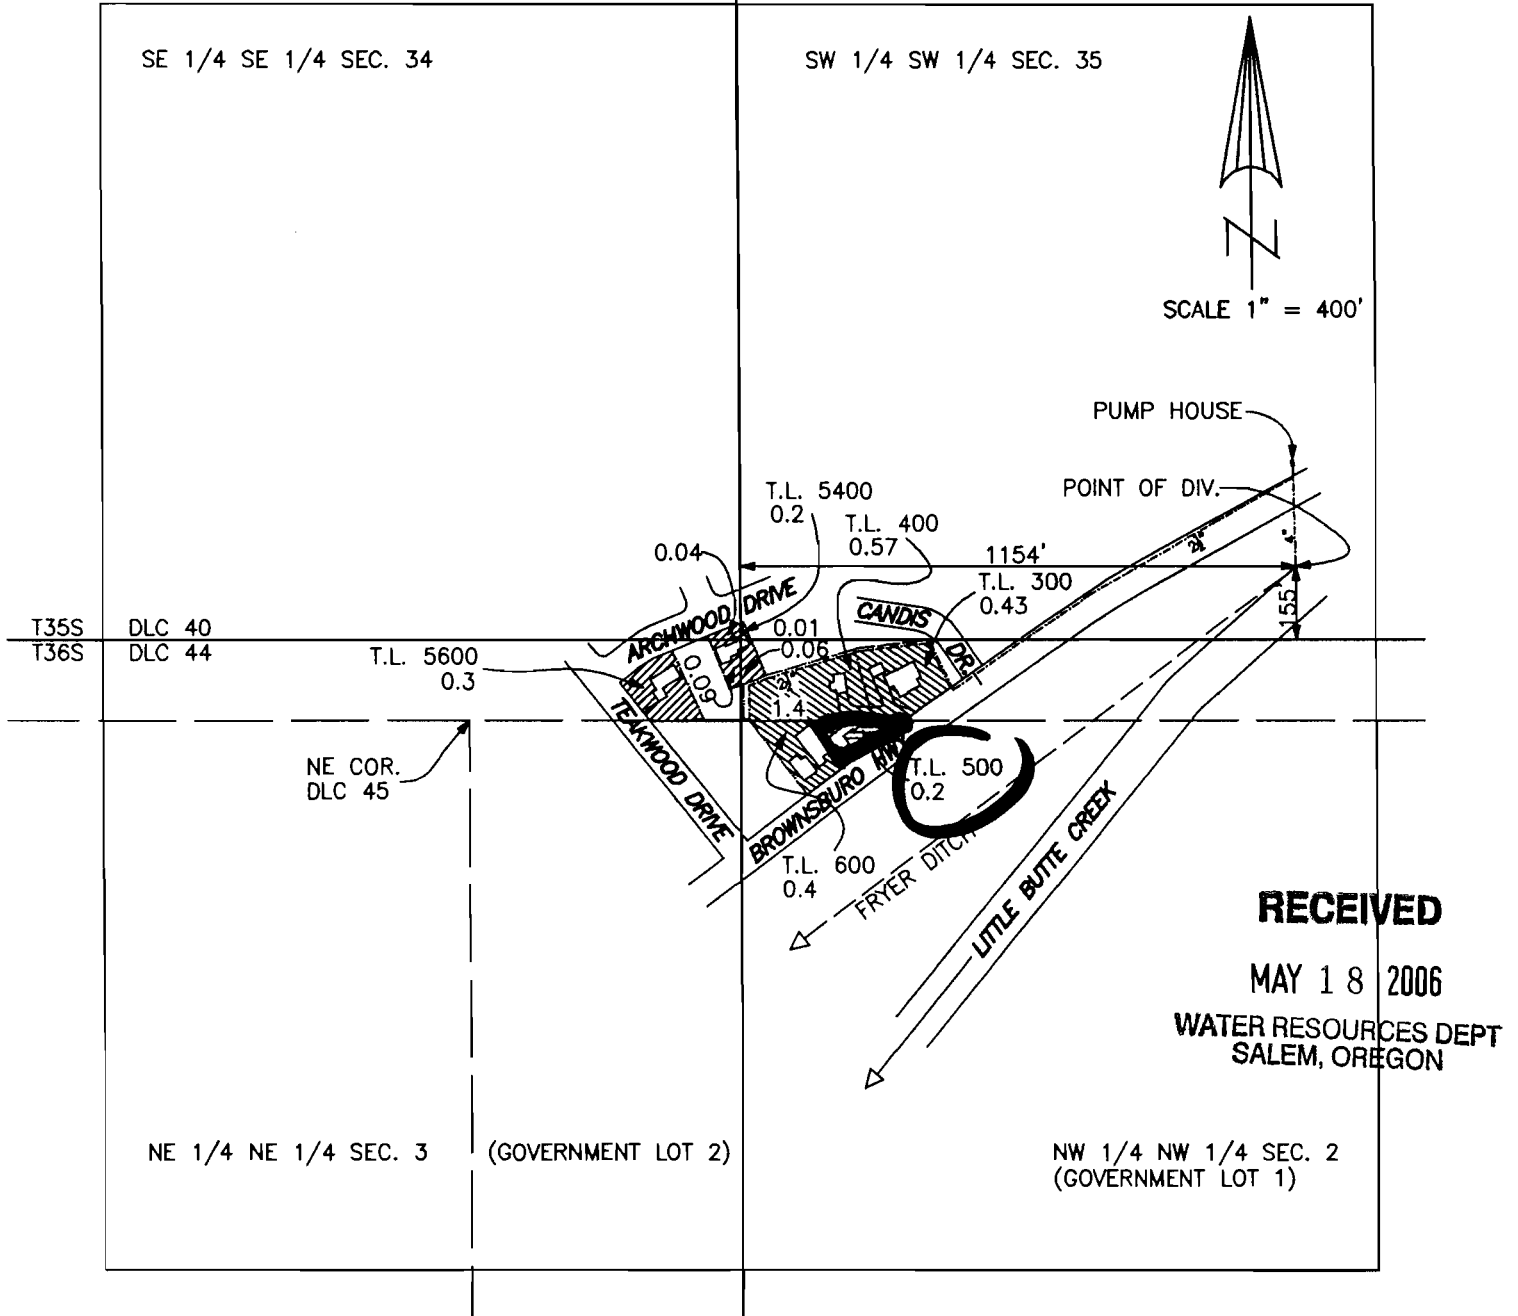 SE 1/4 SE 1/4 SEC. 34
SW 1/4 SW 1/4 SEC. 35
N
SCALE 1" = 400'
PUMP HOUSE
POINT OF DIV.
T.L. 5400
0.2
T.L. 400
0.57
0.04
1154'
2½"
4"
T.L. 300
0.43
155'
ARCHWOOD DRIVE
CANDIS DR.
T35S DLC 40
T36S DLC 44
0.01
0.06
T.L. 5600
0.3
0.09
2½"
1.4
TEAKWOOD DRIVE
NE COR.
DLC 45
BROWNSBURO HWY
T.L. 500
0.2
T.L. 600
0.4
FRYER DITCH
LITTLE BUTTE CREEK
RECEIVED
MAY 18 2006
WATER RESOURCES DEPT
SALEM, OREGON
NE 1/4 NE 1/4 SEC. 3 (GOVERNMENT LOT 2)
NW 1/4 NW 1/4 SEC. 2
(GOVERNMENT LOT 1)